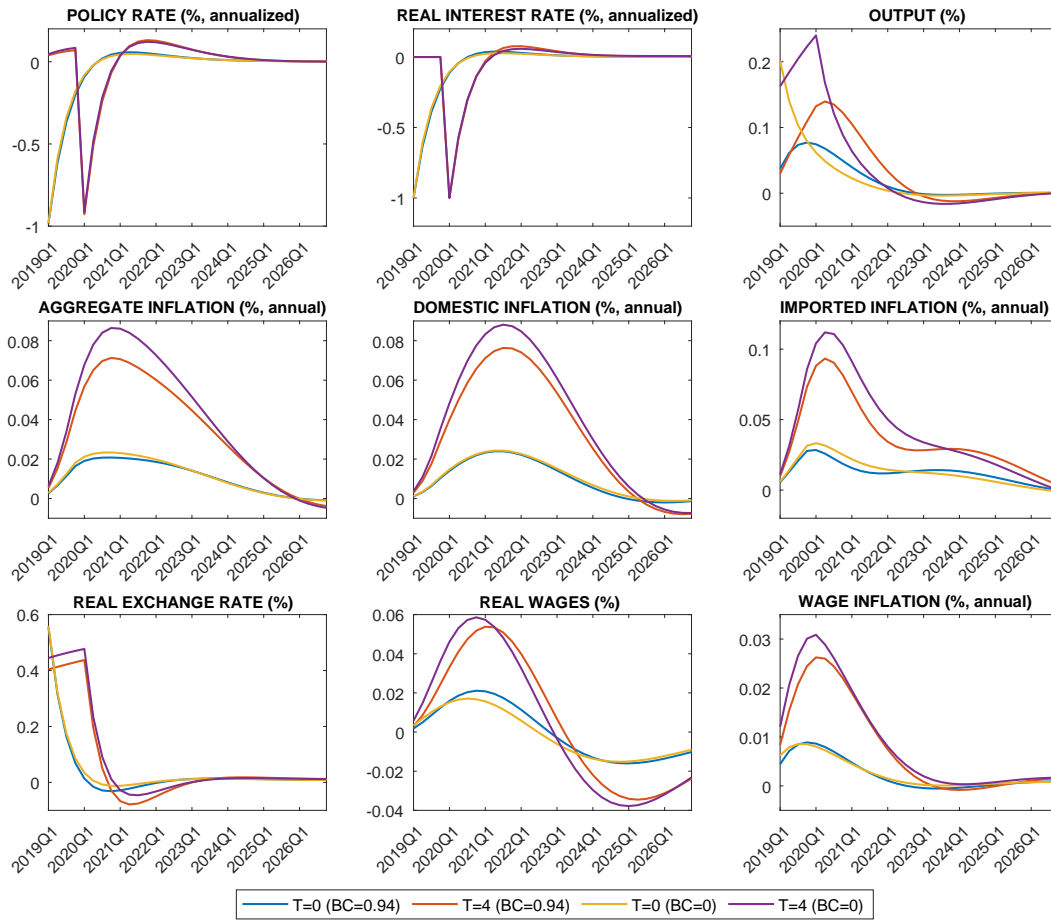 POLICY RATE (%, annualized)
REAL INTEREST RATE (%, annualized)
OUTPUT (%)
0
-0.5
-1
0
-0.5
-1
0.2
0.1
0
2019Q1 2020Q1 2021Q1 2022Q1 2023Q1 2024Q1 2025Q1 2026Q1
2019Q1 2020Q1 2021Q1 2022Q1 2023Q1 2024Q1 2025Q1 2026Q1
2019Q1 2020Q1 2021Q1 2022Q1 2023Q1 2024Q1 2025Q1 2026Q1
AGGREGATE INFLATION (%, annual)
DOMESTIC INFLATION (%, annual)
IMPORTED INFLATION (%, annual)
0.08
0.06
0.04
0.02
0
0.08
0.06
0.04
0.02
0
0.1
0.05
0
2019Q1 2020Q1 2021Q1 2022Q1 2023Q1 2024Q1 2025Q1 2026Q1
2019Q1 2020Q1 2021Q1 2022Q1 2023Q1 2024Q1 2025Q1 2026Q1
2019Q1 2020Q1 2021Q1 2022Q1 2023Q1 2024Q1 2025Q1 2026Q1
REAL EXCHANGE RATE (%)
REAL WAGES (%)
WAGE INFLATION (%, annual)
0.6
0.4
0.2
0
0.06
0.04
0.02
0
-0.02
-0.04
0.03
0.02
0.01
0
2019Q1 2020Q1 2021Q1 2022Q1 2023Q1 2024Q1 2025Q1 2026Q1
2019Q1 2020Q1 2021Q1 2022Q1 2023Q1 2024Q1 2025Q1 2026Q1
2019Q1 2020Q1 2021Q1 2022Q1 2023Q1 2024Q1 2025Q1 2026Q1
T=0 (BC=0.94) T=4 (BC=0.94) T=0 (BC=0) T=4 (BC=0)